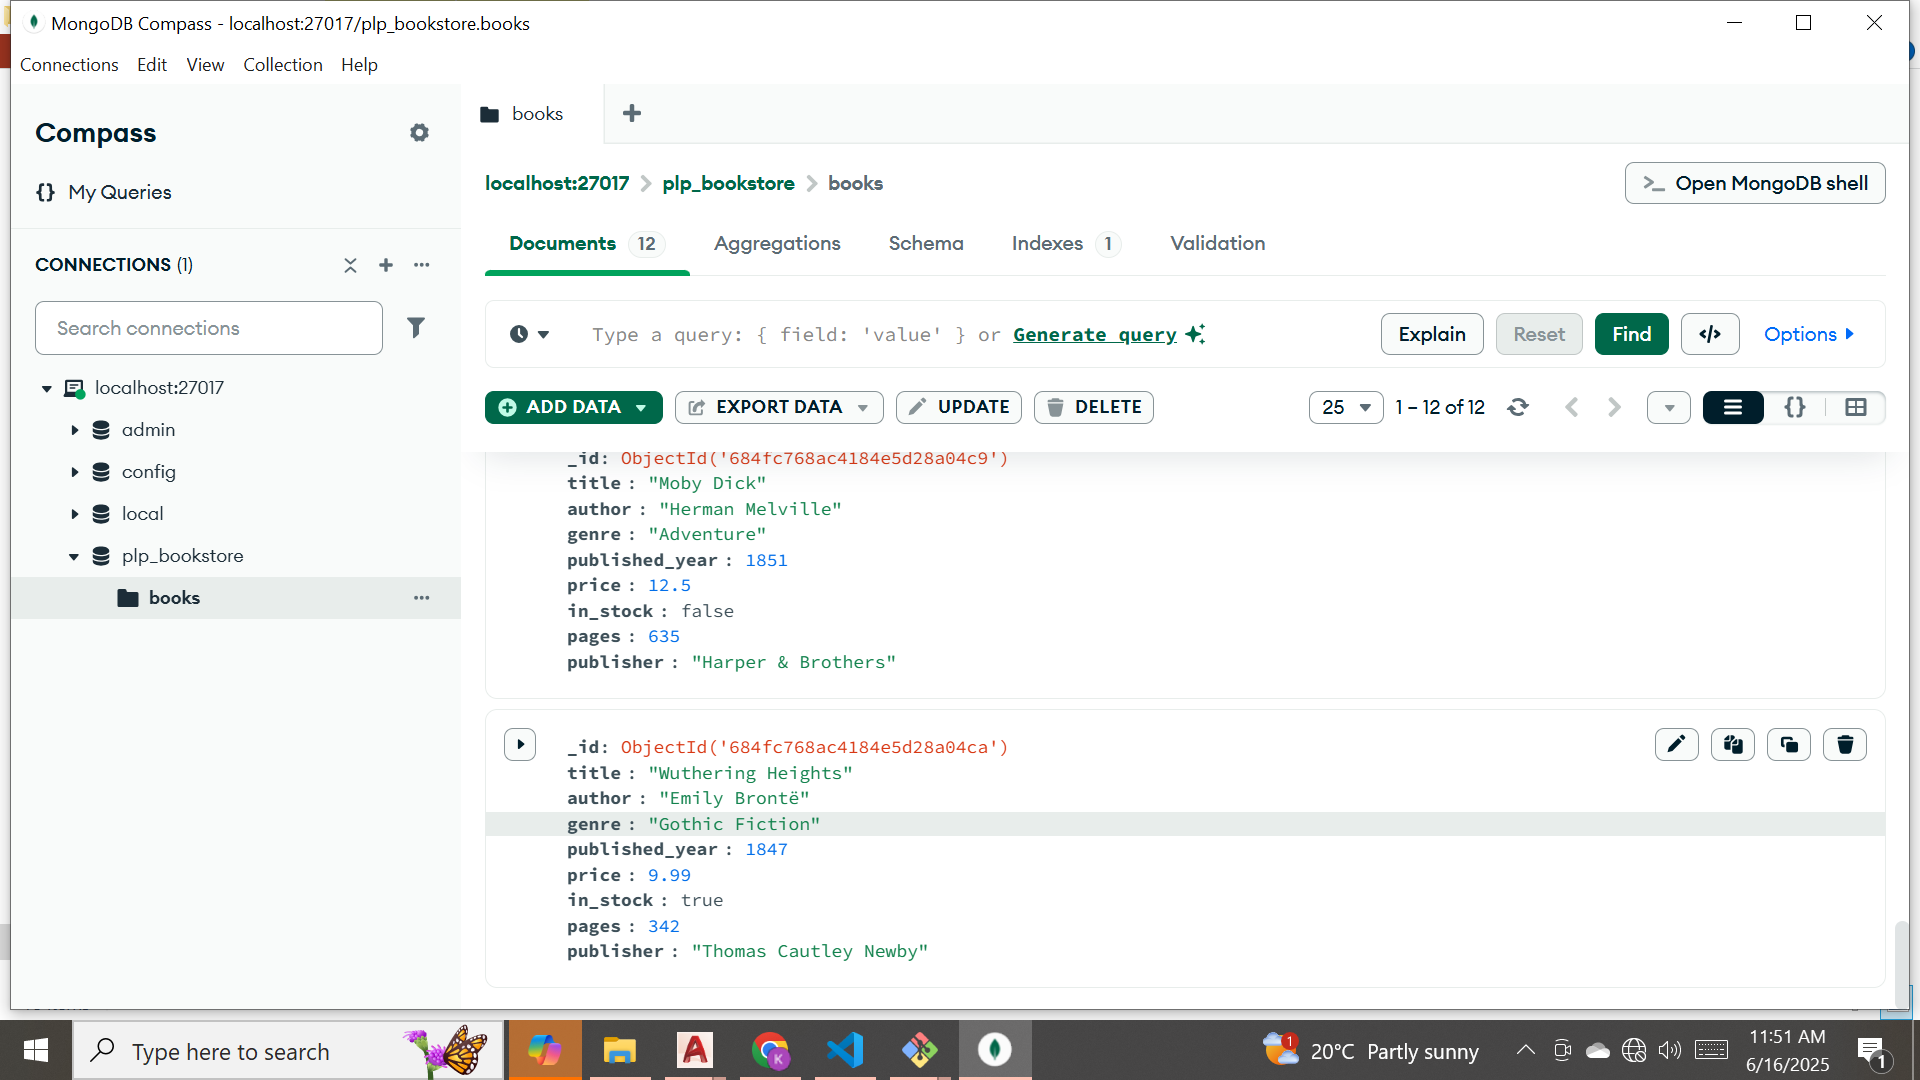 MongoDB Compass - localhost:27017/plp_bookstore.books
Connections Edit View Collection Help
Compass
My Queries
CONNECTIONS (1)
Search connections
localhost:27017
admin
config
local
plp_bookstore
books
books
localhost:27017 > plp_bookstore > books
>_ Open MongoDB shell
Documents 12 Aggregations Schema Indexes 1 Validation
Type a query: { field: 'value' } or Generate query
Explain Reset Find </> Options
ADD DATA EXPORT DATA UPDATE DELETE
25 1 – 12 of 12 {}
_id: ObjectId('684fc768ac4184e5d28a04c9')
title : "Moby Dick"
author : "Herman Melville"
genre : "Adventure"
published_year : 1851
price : 12.5
in_stock : false
pages : 635
publisher : "Harper & Brothers"
_id: ObjectId('684fc768ac4184e5d28a04ca')
title : "Wuthering Heights"
author : "Emily Brontë"
genre : "Gothic Fiction"
published_year : 1847
price : 9.99
in_stock : true
pages : 342
publisher : "Thomas Cautley Newby"
Type here to search
20°C Partly sunny
11:51 AM
6/16/2025
1